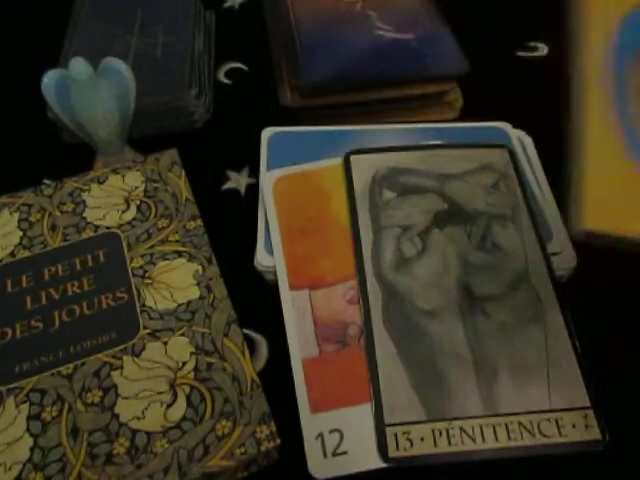 LE PETIT
LIVRE
DES JOURS
FRANCE LOISIRS
12
13 • PÉNITENCE •